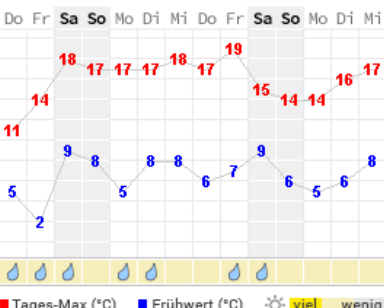 Do Fr Sa So Mo Di Mi Do Fr Sa So Mo Di Mi
19
18 18
17 17 17 17 17
16
15
14 14 14
11
9 9
8 8 8 8
7
6 6 6
5 5 5
2
Tages-Max (°C) Frühwert (°C) viel wenig